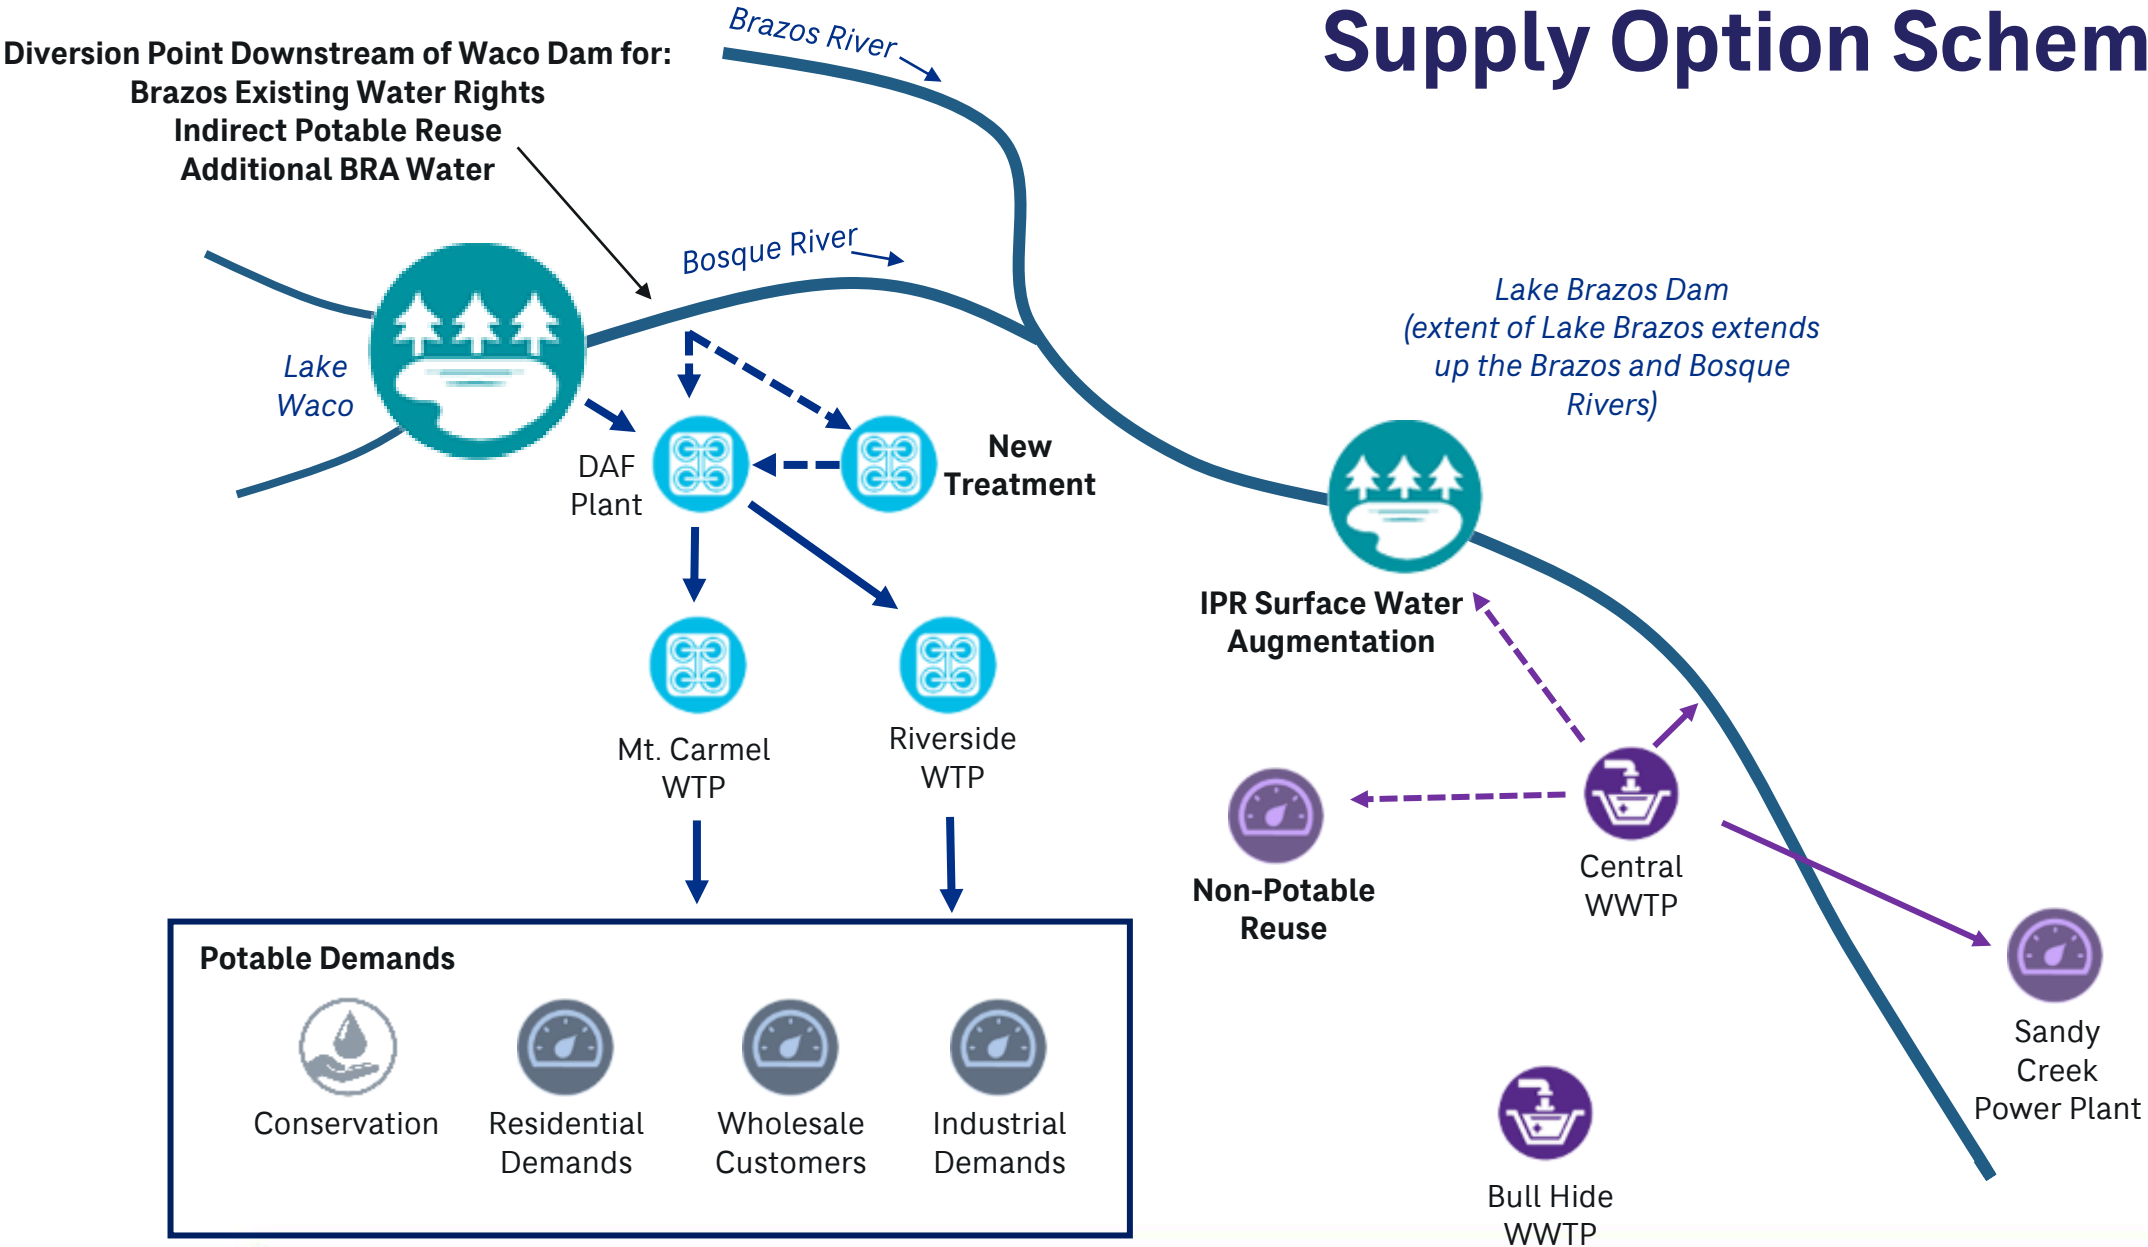 Supply Option Schem
Diversion Point Downstream of Waco Dam for:
Brazos Existing Water Rights
Indirect Potable Reuse
Additional BRA Water
Brazos River
Bosque River
Lake
Waco
Lake Brazos Dam
(extent of Lake Brazos extends
up the Brazos and Bosque
Rivers)
DAF
Plant
New
Treatment
IPR Surface Water
Augmentation
Mt. Carmel
WTP
Riverside
WTP
Non-Potable
Reuse
Central
WWTP
Sandy
Creek
Power Plant
Bull Hide
WWTP
Potable Demands
Conservation
Residential
Demands
Wholesale
Customers
Industrial
Demands